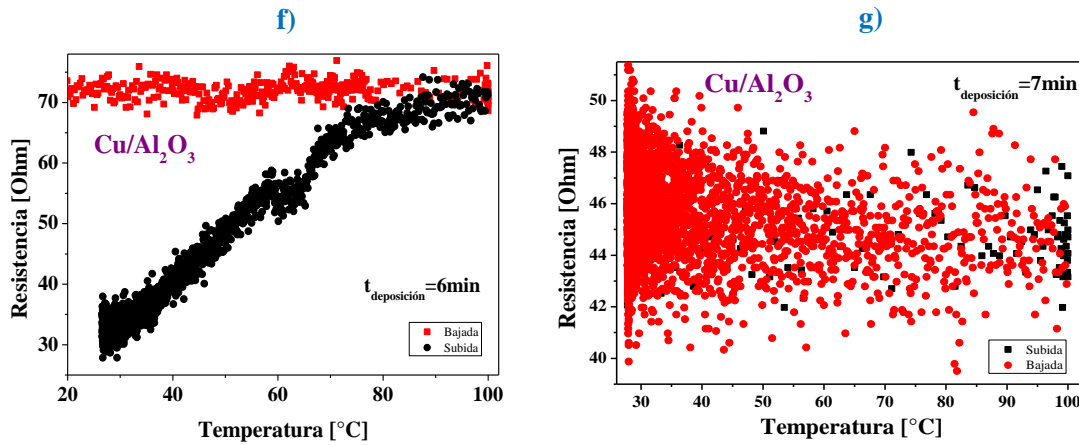 f)
70
60
50
40
30
Resistencia [Ohm]
Cu/Al2O3
tdeposición=6min
Bajada
Subida
20 40 60 80 100
Temperatura [°C]
g)
50
48
46
44
42
40
Resistencia [Ohm]
Cu/Al2O3
tdeposición=7min
Subida
Bajada
30 40 50 60 70 80 90 100
Temperatura [°C]